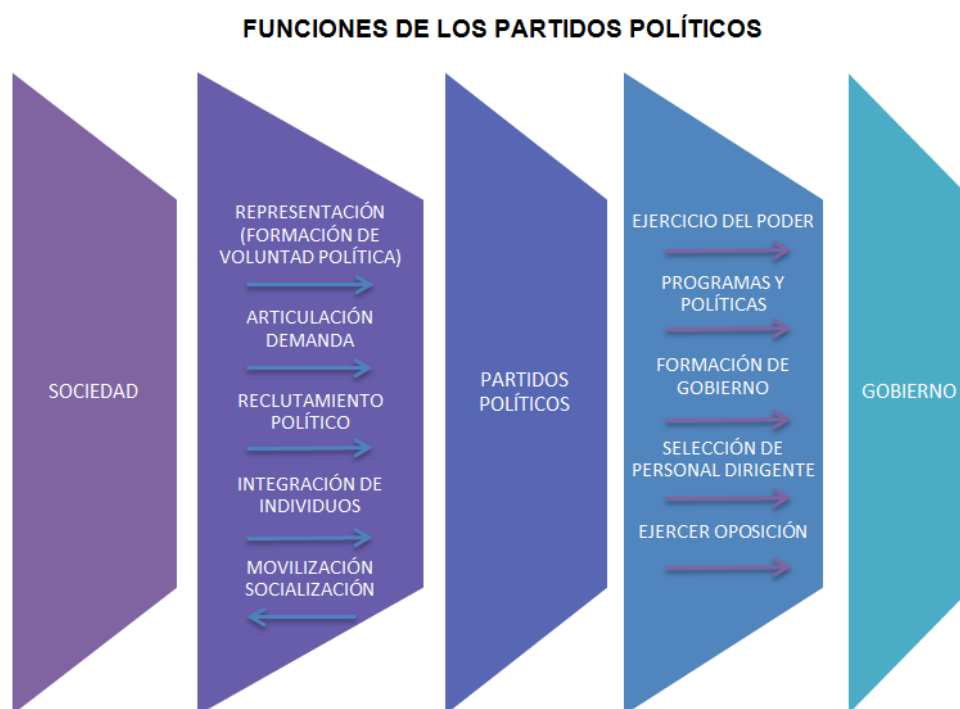 FUNCIONES DE LOS PARTIDOS POLÍTICOS
SOCIEDAD
REPRESENTACIÓN
(FORMACIÓN DE
VOLUNTAD POLÍTICA)
ARTICULACIÓN
DEMANDA
RECLUTAMIENTO
POLÍTICO
INTEGRACIÓN DE
INDIVIDUOS
MOVILIZACIÓN
SOCIALIZACIÓN
PARTIDOS
POLÍTICOS
EJERCICIO DEL PODER
PROGRAMAS Y
POLÍTICAS
FORMACIÓN DE
GOBIERNO
SELECCIÓN DE
PERSONAL DIRIGENTE
EJERCER OPOSICIÓN
GOBIERNO